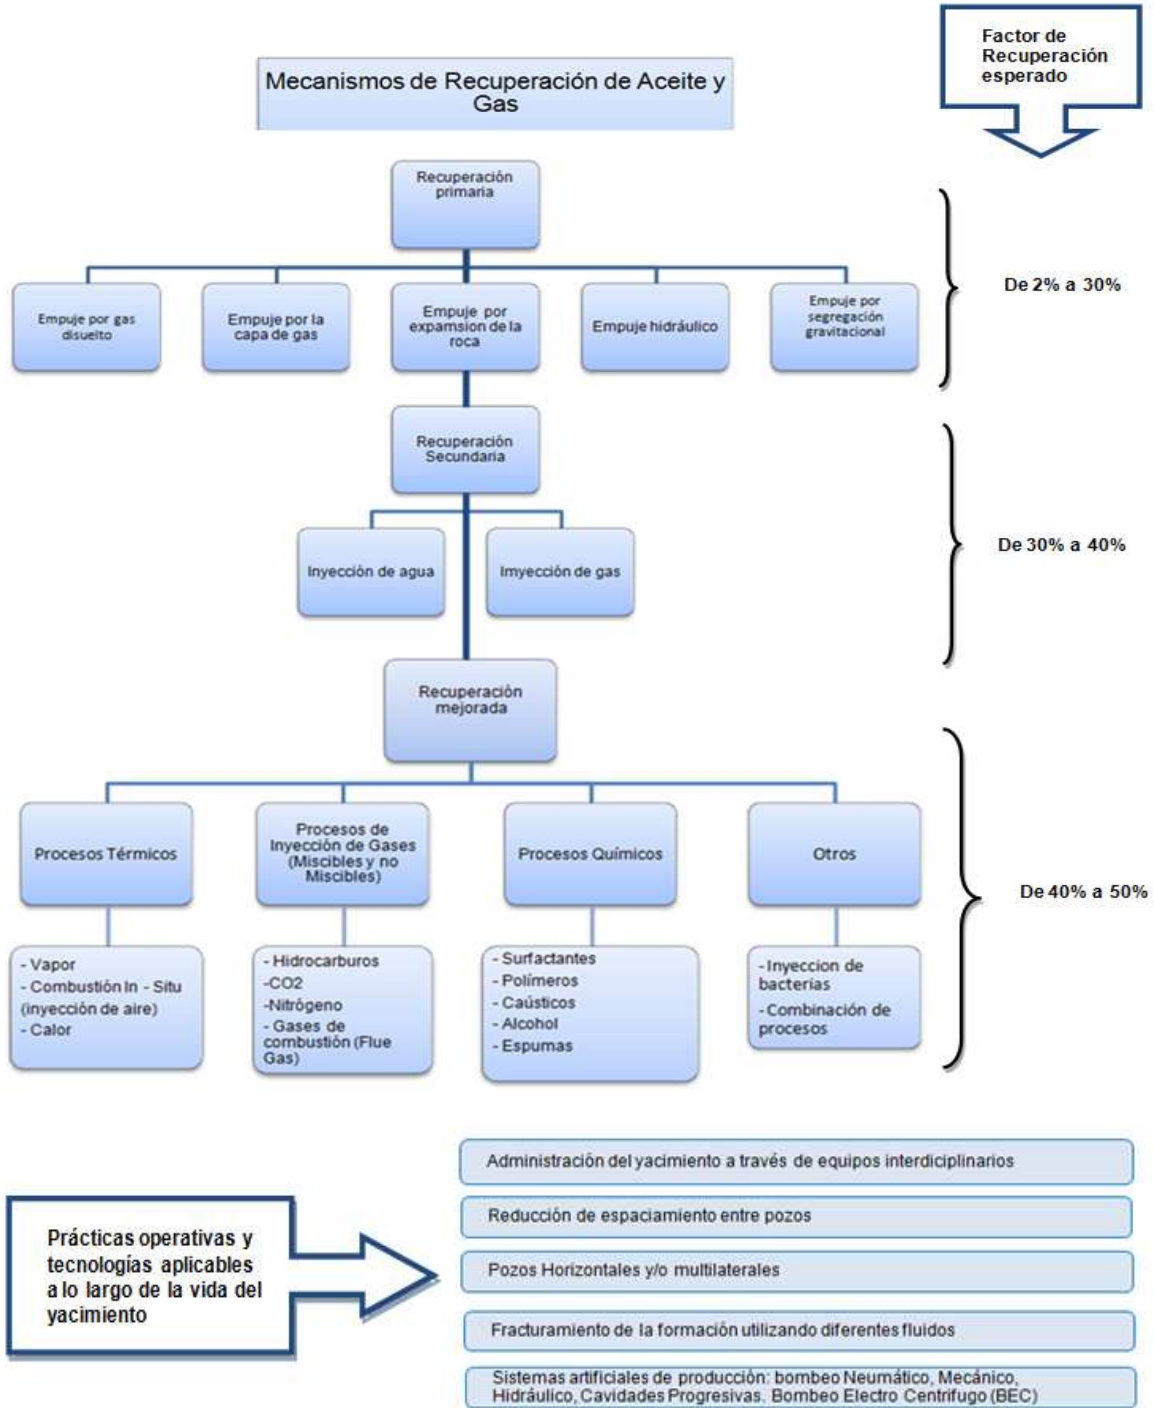 Factor de
Recuperación
esperado
Mecanismos de Recuperación de Aceite y
Gas
Recuperación
primaria
Empuje por gas
disuelto
Empuje por la
capa de gas
Empuje por
expamsion de la
roca
Empuje hidráulico
Empuje por
segregación
gravitacional
De 2% a 30%
Recuperación
Secundaria
Inyección de agua
Imyección de gas
De 30% a 40%
Recuperación
mejorada
Procesos Térmicos
Procesos de
Inyección de Gases
(Miscibles y no
Miscibles)
Procesos Químicos
Otros
De 40% a 50%
- Vapor
- Combustión In - Situ
(inyección de aire)
- Calor
- Hidrocarburos
-CO2
-Nitrógeno
- Gases de
combustión (Flue
Gas)
- Surfactantes
- Polímeros
- Caústicos
- Alcohol
- Espumas
- Inyeccion de
bacterias
- Combinación de
procesos
Prácticas operativas y
tecnologías aplicables
a lo largo de la vida del
yacimiento
Administración del yacimiento a través de equipos interdiciplinarios
Reducción de espaciamiento entre pozos
Pozos Horizontales y/o multilaterales
Fracturamiento de la formación utilizando diferentes fluidos
Sistemas artificiales de producción: bombeo Neumático, Mecánico,
Hidráulico, Cavidades Progresivas. Bombeo Electro Centrifugo (BEC)